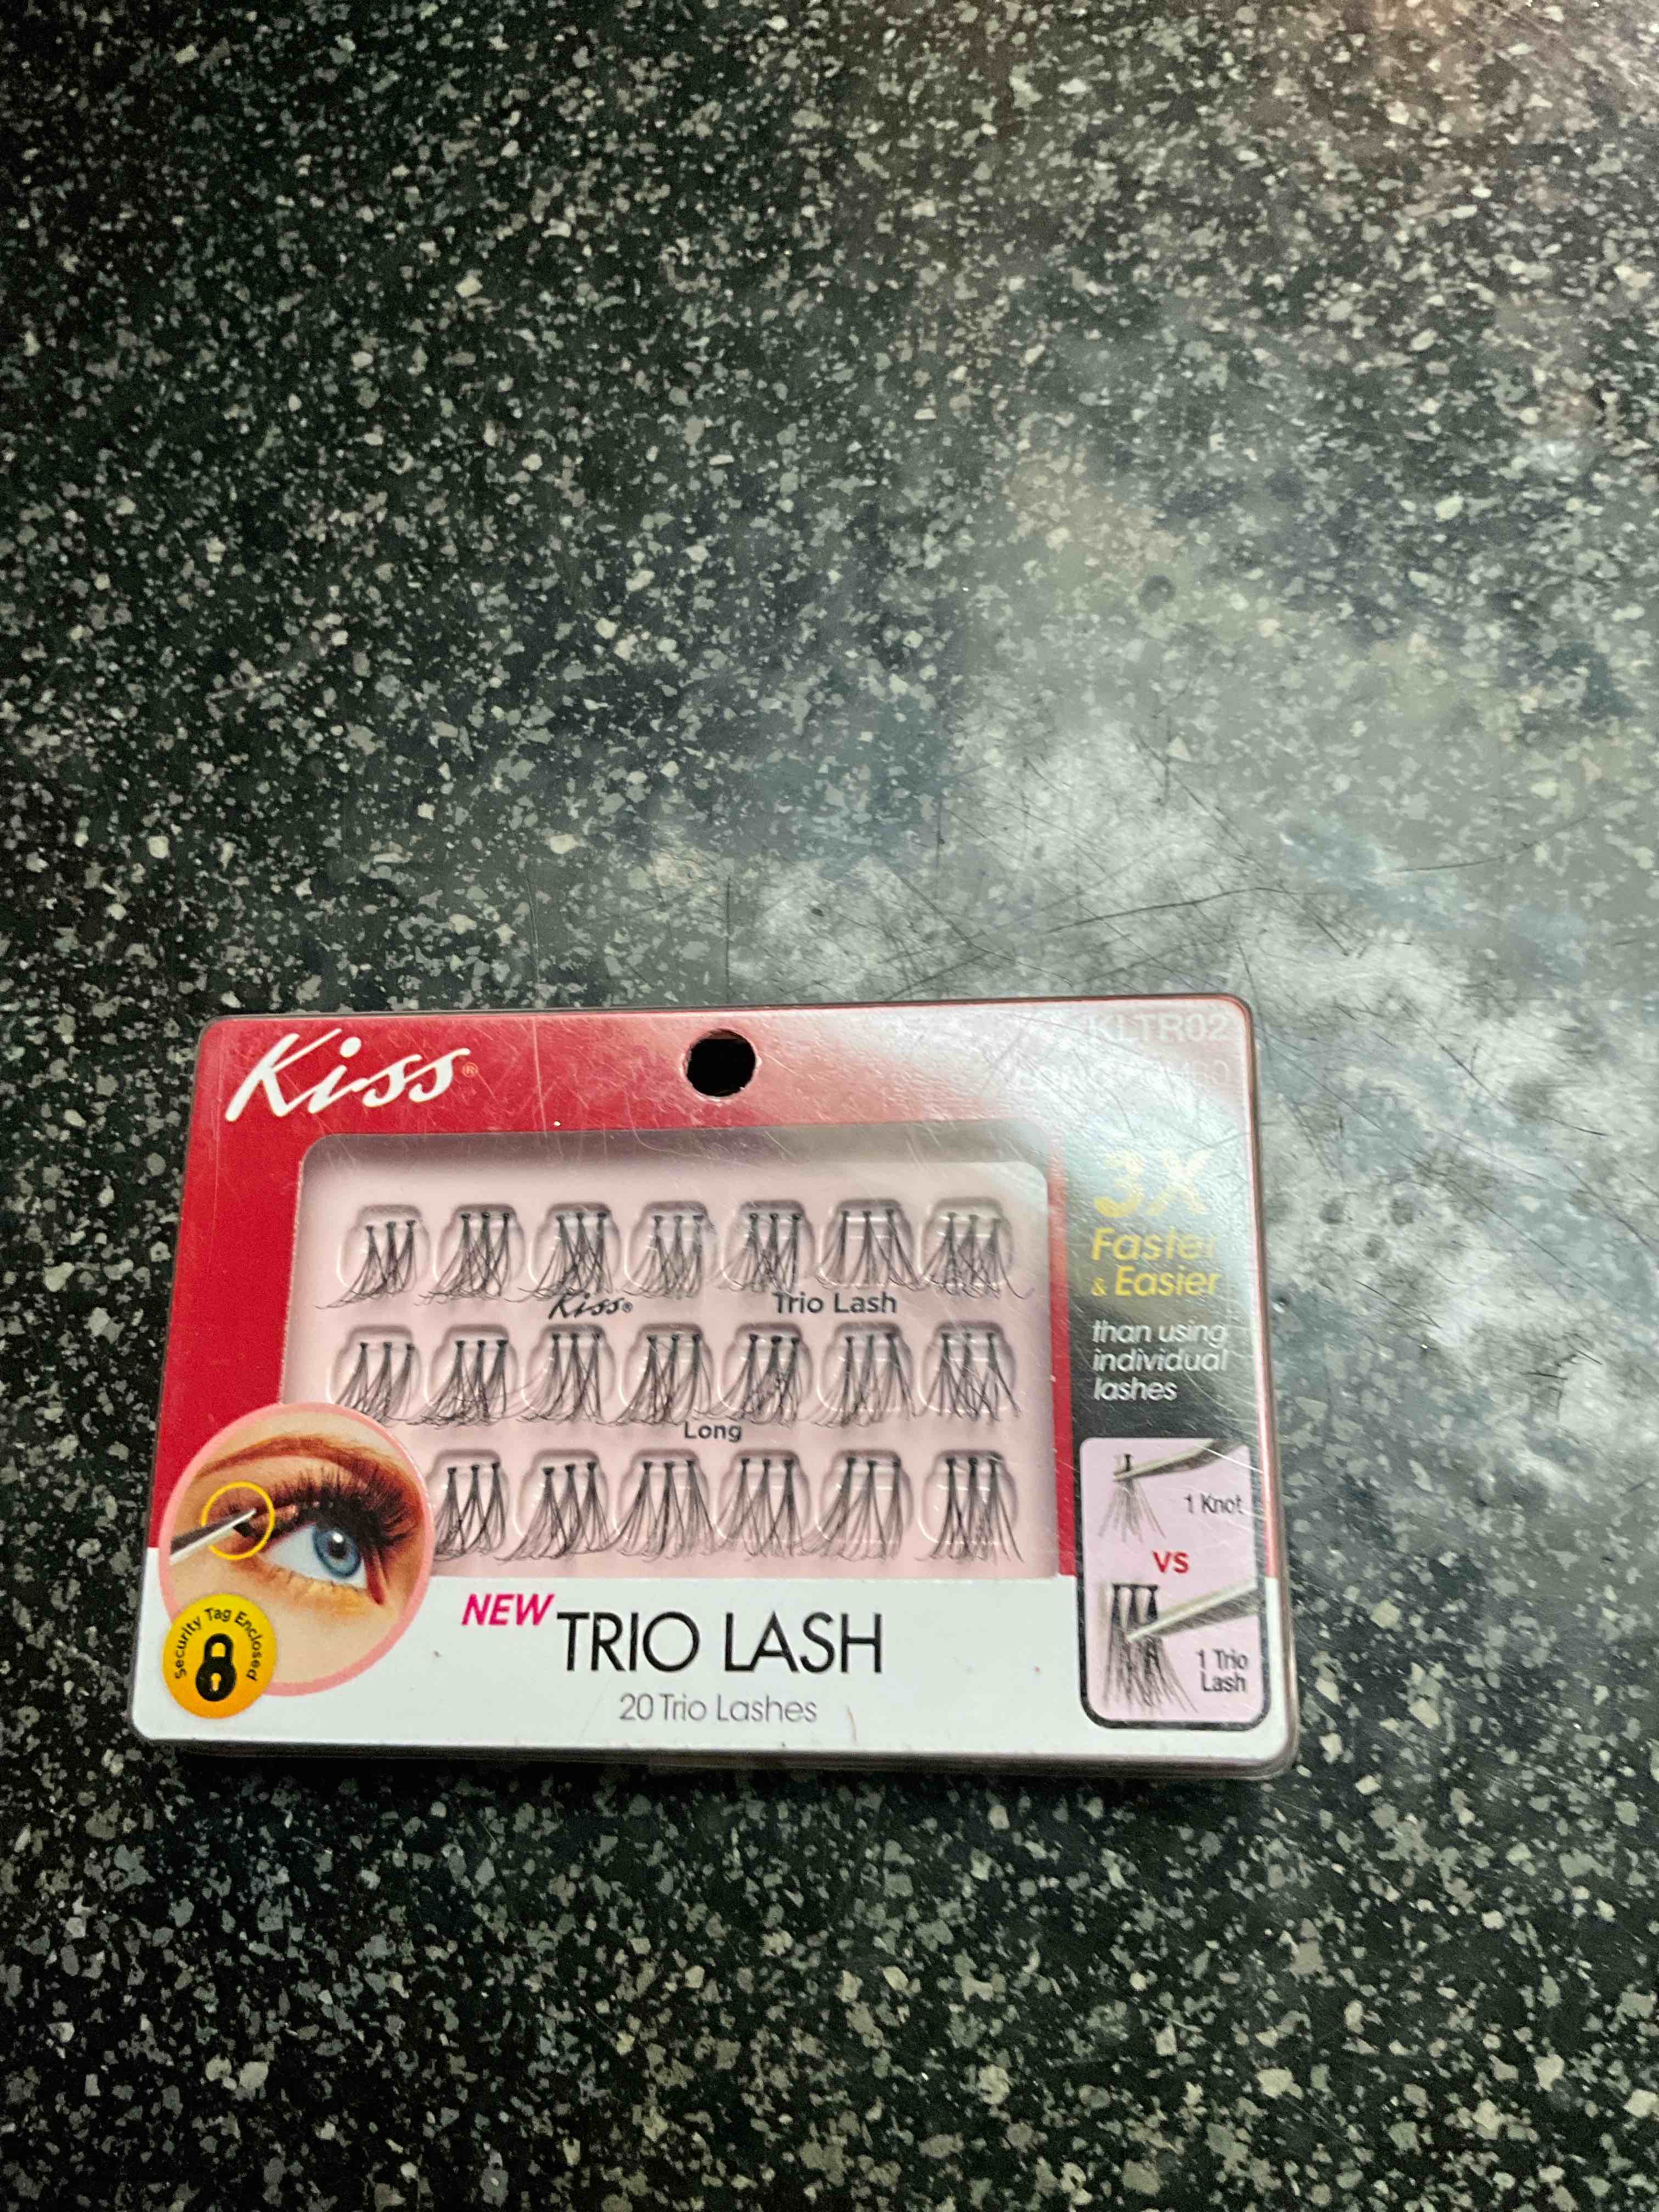 Kiss®
KLTR02
3X
Faster
& Easier
than using
individual
lashes
Kiss®
Trio Lash
Long
1 Knot
VS
1 Trio
Lash
Security Tag Enclosed
NEW TRIO LASH
20 Trio Lashes